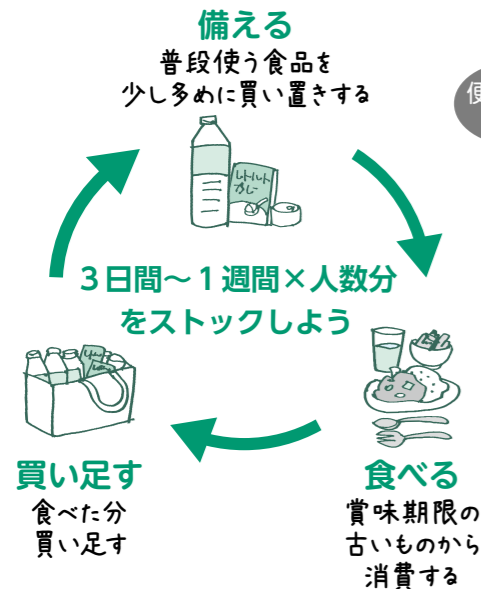 備える
普段使う食品を
少し多めに買い置きする
便
レトルト
カレー
3日間〜1週間×人数分
をストックしよう
買い足す
食べた分
買い足す
食べる
賞味期限の
古いものから
消費する